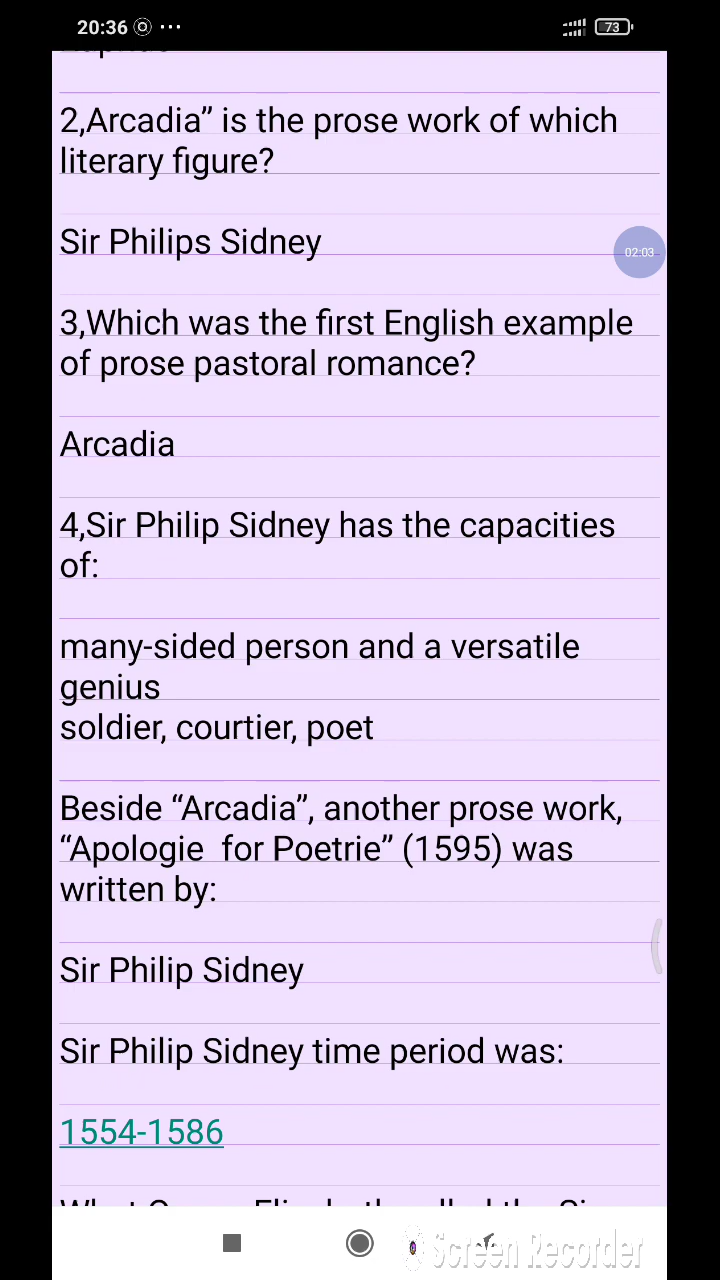 20:36
73
2,Arcadia” is the prose work of which
literary figure?
Sir Philips Sidney
02:03
3,Which was the first English example
of prose pastoral romance?
Arcadia
4,Sir Philip Sidney has the capacities
of:
many-sided person and a versatile
genius
soldier, courtier, poet
Beside “Arcadia”, another prose work,
“Apologie  for Poetrie” (1595) was
written by:
Sir Philip Sidney
Sir Philip Sidney time period was:
1554-1586
Screen Recorder